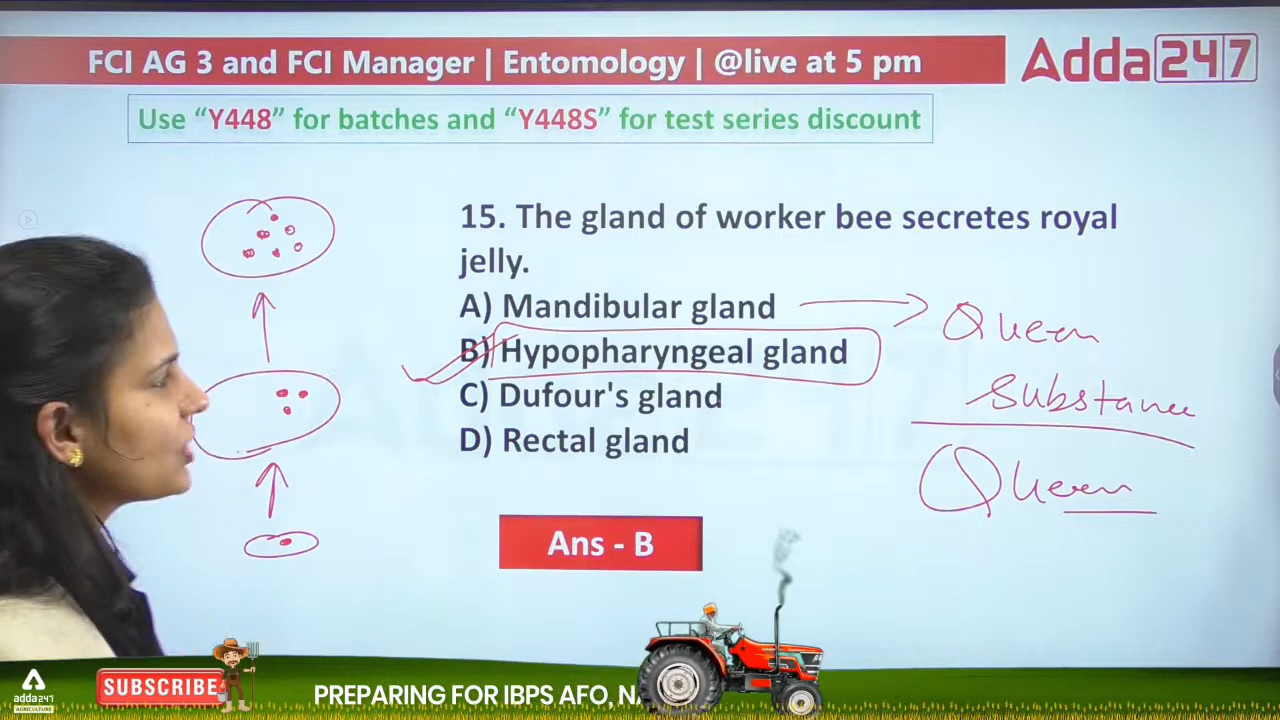 FCI AG 3 and FCI Manager | Entomology | @live at 5 pm
Adda247
Use “Y448” for batches and “Y448S” for test series discount
15. The gland of worker bee secretes royal
jelly.
A) Mandibular gland
Queen
B) Hypopharyngeal gland
C) Dufour's gland
Substance
D) Rectal gland
Queen
Ans - B
adda247
AGRICULTURE
SUBSCRIBE
PREPARING FOR IBPS AFO, NA